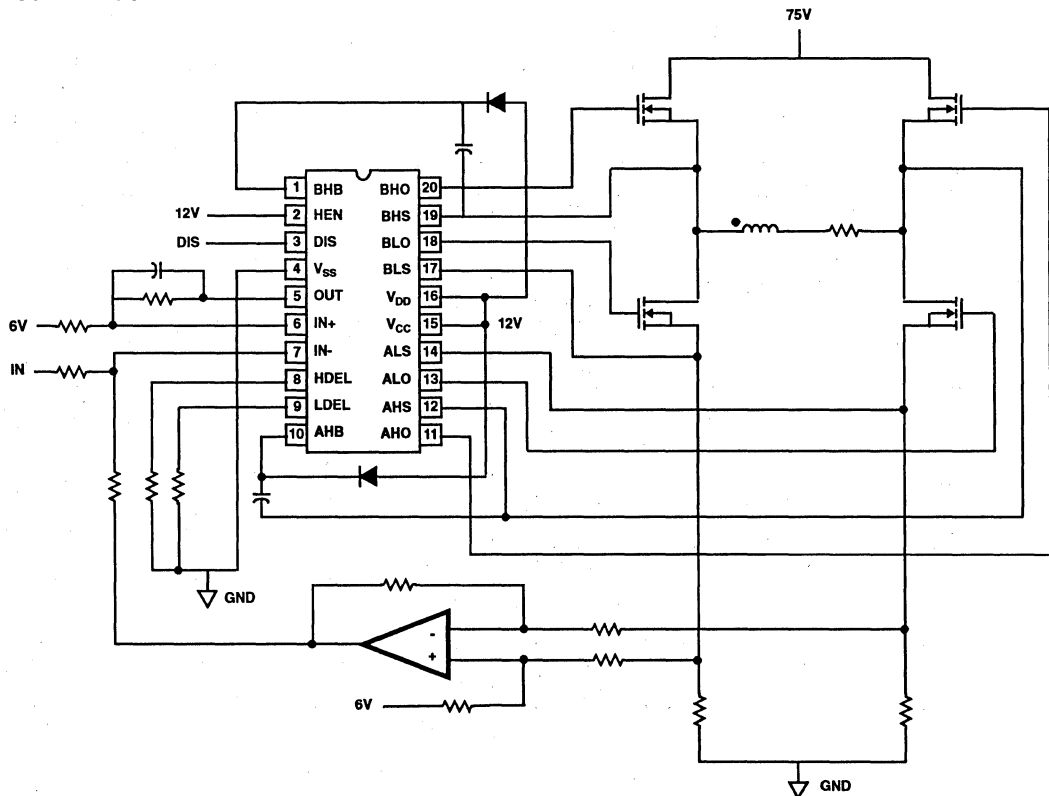 75V
1 BHB BHO 20
12V 2 HEN BHS 19
DIS 3 DIS BLO 18
4 VSS BLS 17
5 OUT VDD 16
6V 6 IN+ VCC 15 12V
IN 7 IN- ALS 14
8 HDEL ALO 13
9 LDEL AHS 12
10 AHB AHO 11
GND
-
+
6V
GND